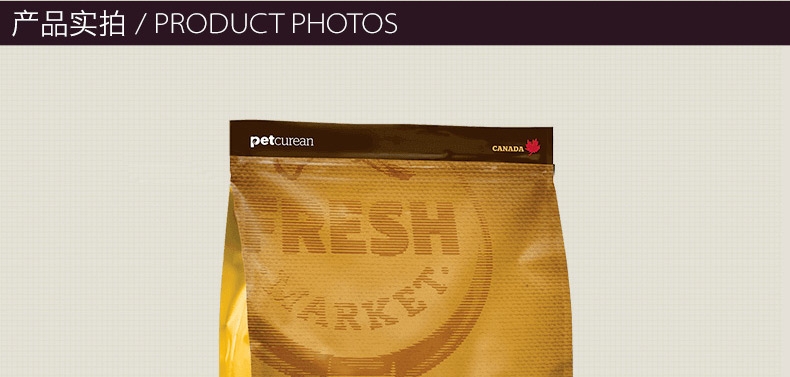 产品实拍 / PRODUCT PHOTOS
petcurean
CANADA
FRESH
MARKET